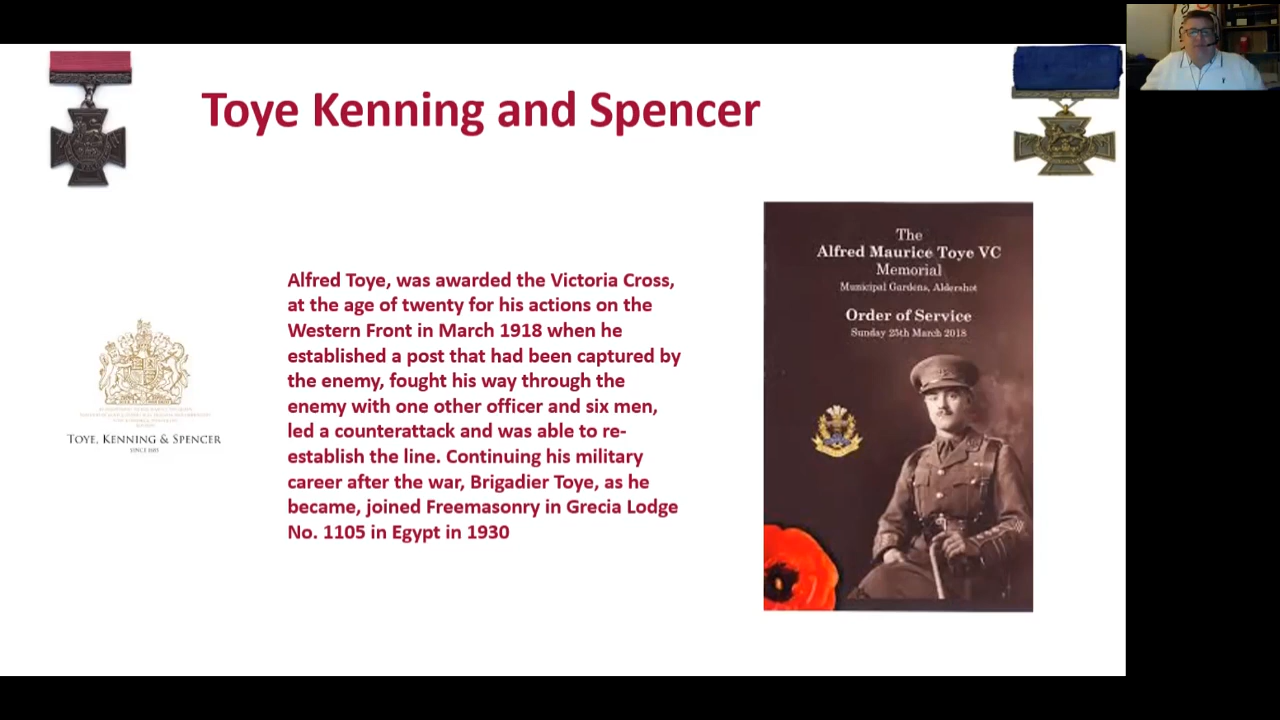 Toye Kenning and Spencer
Alfred Toye, was awarded the Victoria Cross,
at the age of twenty for his actions on the
Western Front in March 1918 when he
established a post that had been captured by
the enemy, fought his way through the
enemy with one other officer and six men,
led a counterattack and was able to re-
establish the line. Continuing his military
career after the war, Brigadier Toye, as he
became, joined Freemasonry in Grecia Lodge
No. 1105 in Egypt in 1930
TOYE, KENNING & SPENCER
SINCE 1685
The
Alfred Maurice Toye VC
Memorial
Municipal Gardens, Aldershot
Order of Service
Sunday 25th March 2018